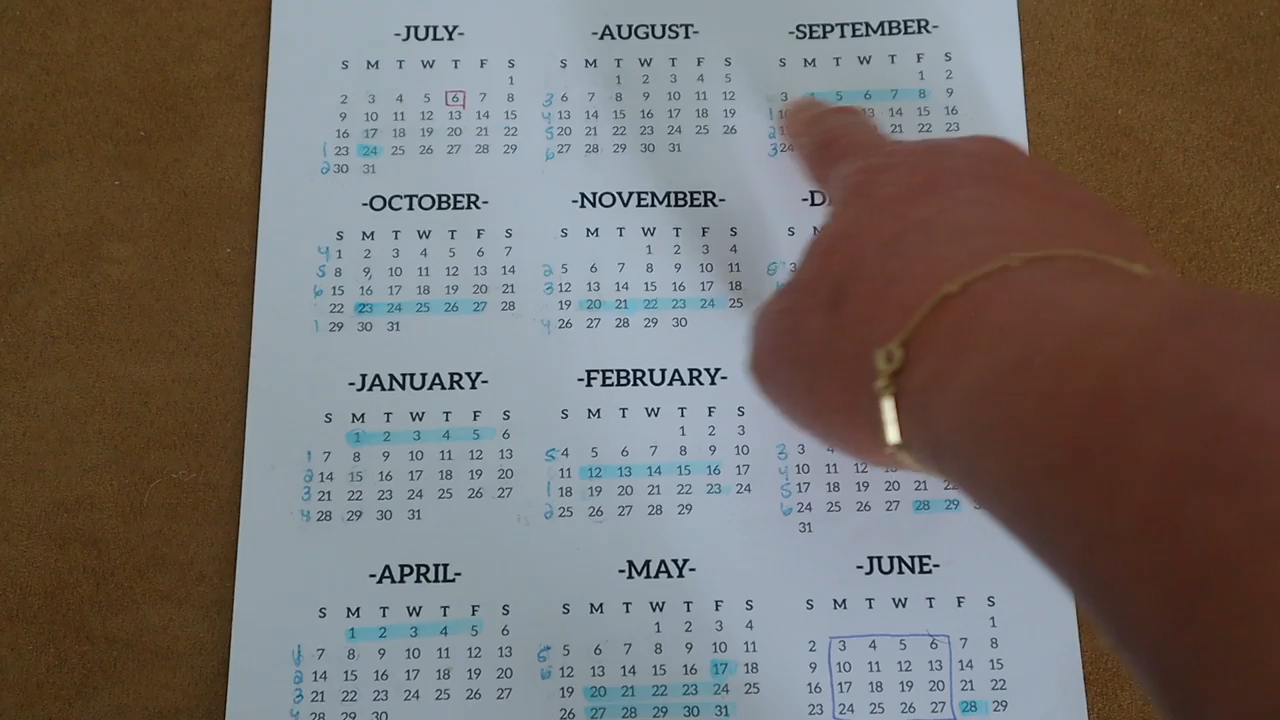 -JULY-
S M T W T F S
1
2 3 4 5 6 7 8
9 10 11 12 13 14 15
16 17 18 19 20 21 22
1 23 24 25 26 27 28 29
2 30 31
-AUGUST-
S M T W T F S
1 2 3 4 5
3 6 7 8 9 10 11 12
4 13 14 15 16 17 18 19
5 20 21 22 23 24 25 26
6 27 28 29 30 31
-SEPTEMBER-
S M T W T F S
1 2
3 4 5 6 7 8 9
1 13 14 15 16
2 21 22 23
3 24
-OCTOBER-
S M T W T F S
4 1 2 3 4 5 6 7
5 8 9 10 11 12 13 14
6 15 16 17 18 19 20 21
22 23 24 25 26 27 28
1 29 30 31
-NOVEMBER-
S M T W T F S
1 2 3 4
2 5 6 7 8 9 10 11
3 12 13 14 15 16 17 18
19 20 21 22 23 24 25
4 26 27 28 29 30
S
3
-JANUARY-
S M T W T F S
1 2 3 4 5 6
1 7 8 9 10 11 12 13
2 14 15 16 17 18 19 20
3 21 22 23 24 25 26 27
4 28 29 30 31
-FEBRUARY-
S M T W T F S
1 2 3
5 4 5 6 7 8 9 10
11 12 13 14 15 16 17
1 18 19 20 21 22 23 24
2 25 26 27 28 29
3 3 4
4 10 11 12
5 17 18 19 20 21 22
6 24 25 26 27 28 29
31
-APRIL-
S M T W T F S
1 2 3 4 5 6
7 8 9 10 11 12 13
2 14 15 16 17 18 19 20
3 21 22 23 24 25 26 27
4 28 29 30
-MAY-
S M T W T F S
1 2 3 4
5 5 6 7 8 9 10 11
6 12 13 14 15 16 17 18
19 20 21 22 23 24 25
26 27 28 29 30 31
-JUNE-
S M T W T F S
1
2 3 4 5 6 7 8
9 10 11 12 13 14 15
16 17 18 19 20 21 22
23 24 25 26 27 28 29